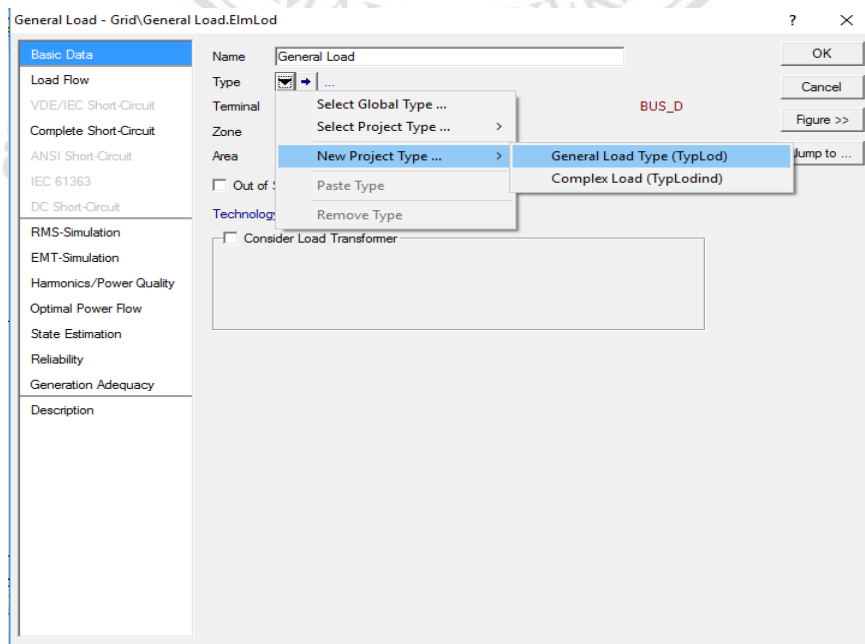 General Load - Grid\General Load.ElmLod ? ×
Basic Data
Load Flow
VDE/IEC Short-Circuit
Complete Short-Circuit
ANSI Short-Circuit
IEC 61363
DC Short-Circuit
RMS-Simulation
EMT-Simulation
Harmonics/Power Quality
Optimal Power Flow
State Estimation
Reliability
Generation Adequacy
Description
Name General Load
Type ...
Terminal BUS_D
Zone
Area
Out of
Technology
Consider Load Transformer
Select Global Type ...
Select Project Type ... >
New Project Type ... >
Paste Type
Remove Type
General Load Type (TypLod)
Complex Load (TypLodind)
OK
Cancel
Figure >>
Jump to ...